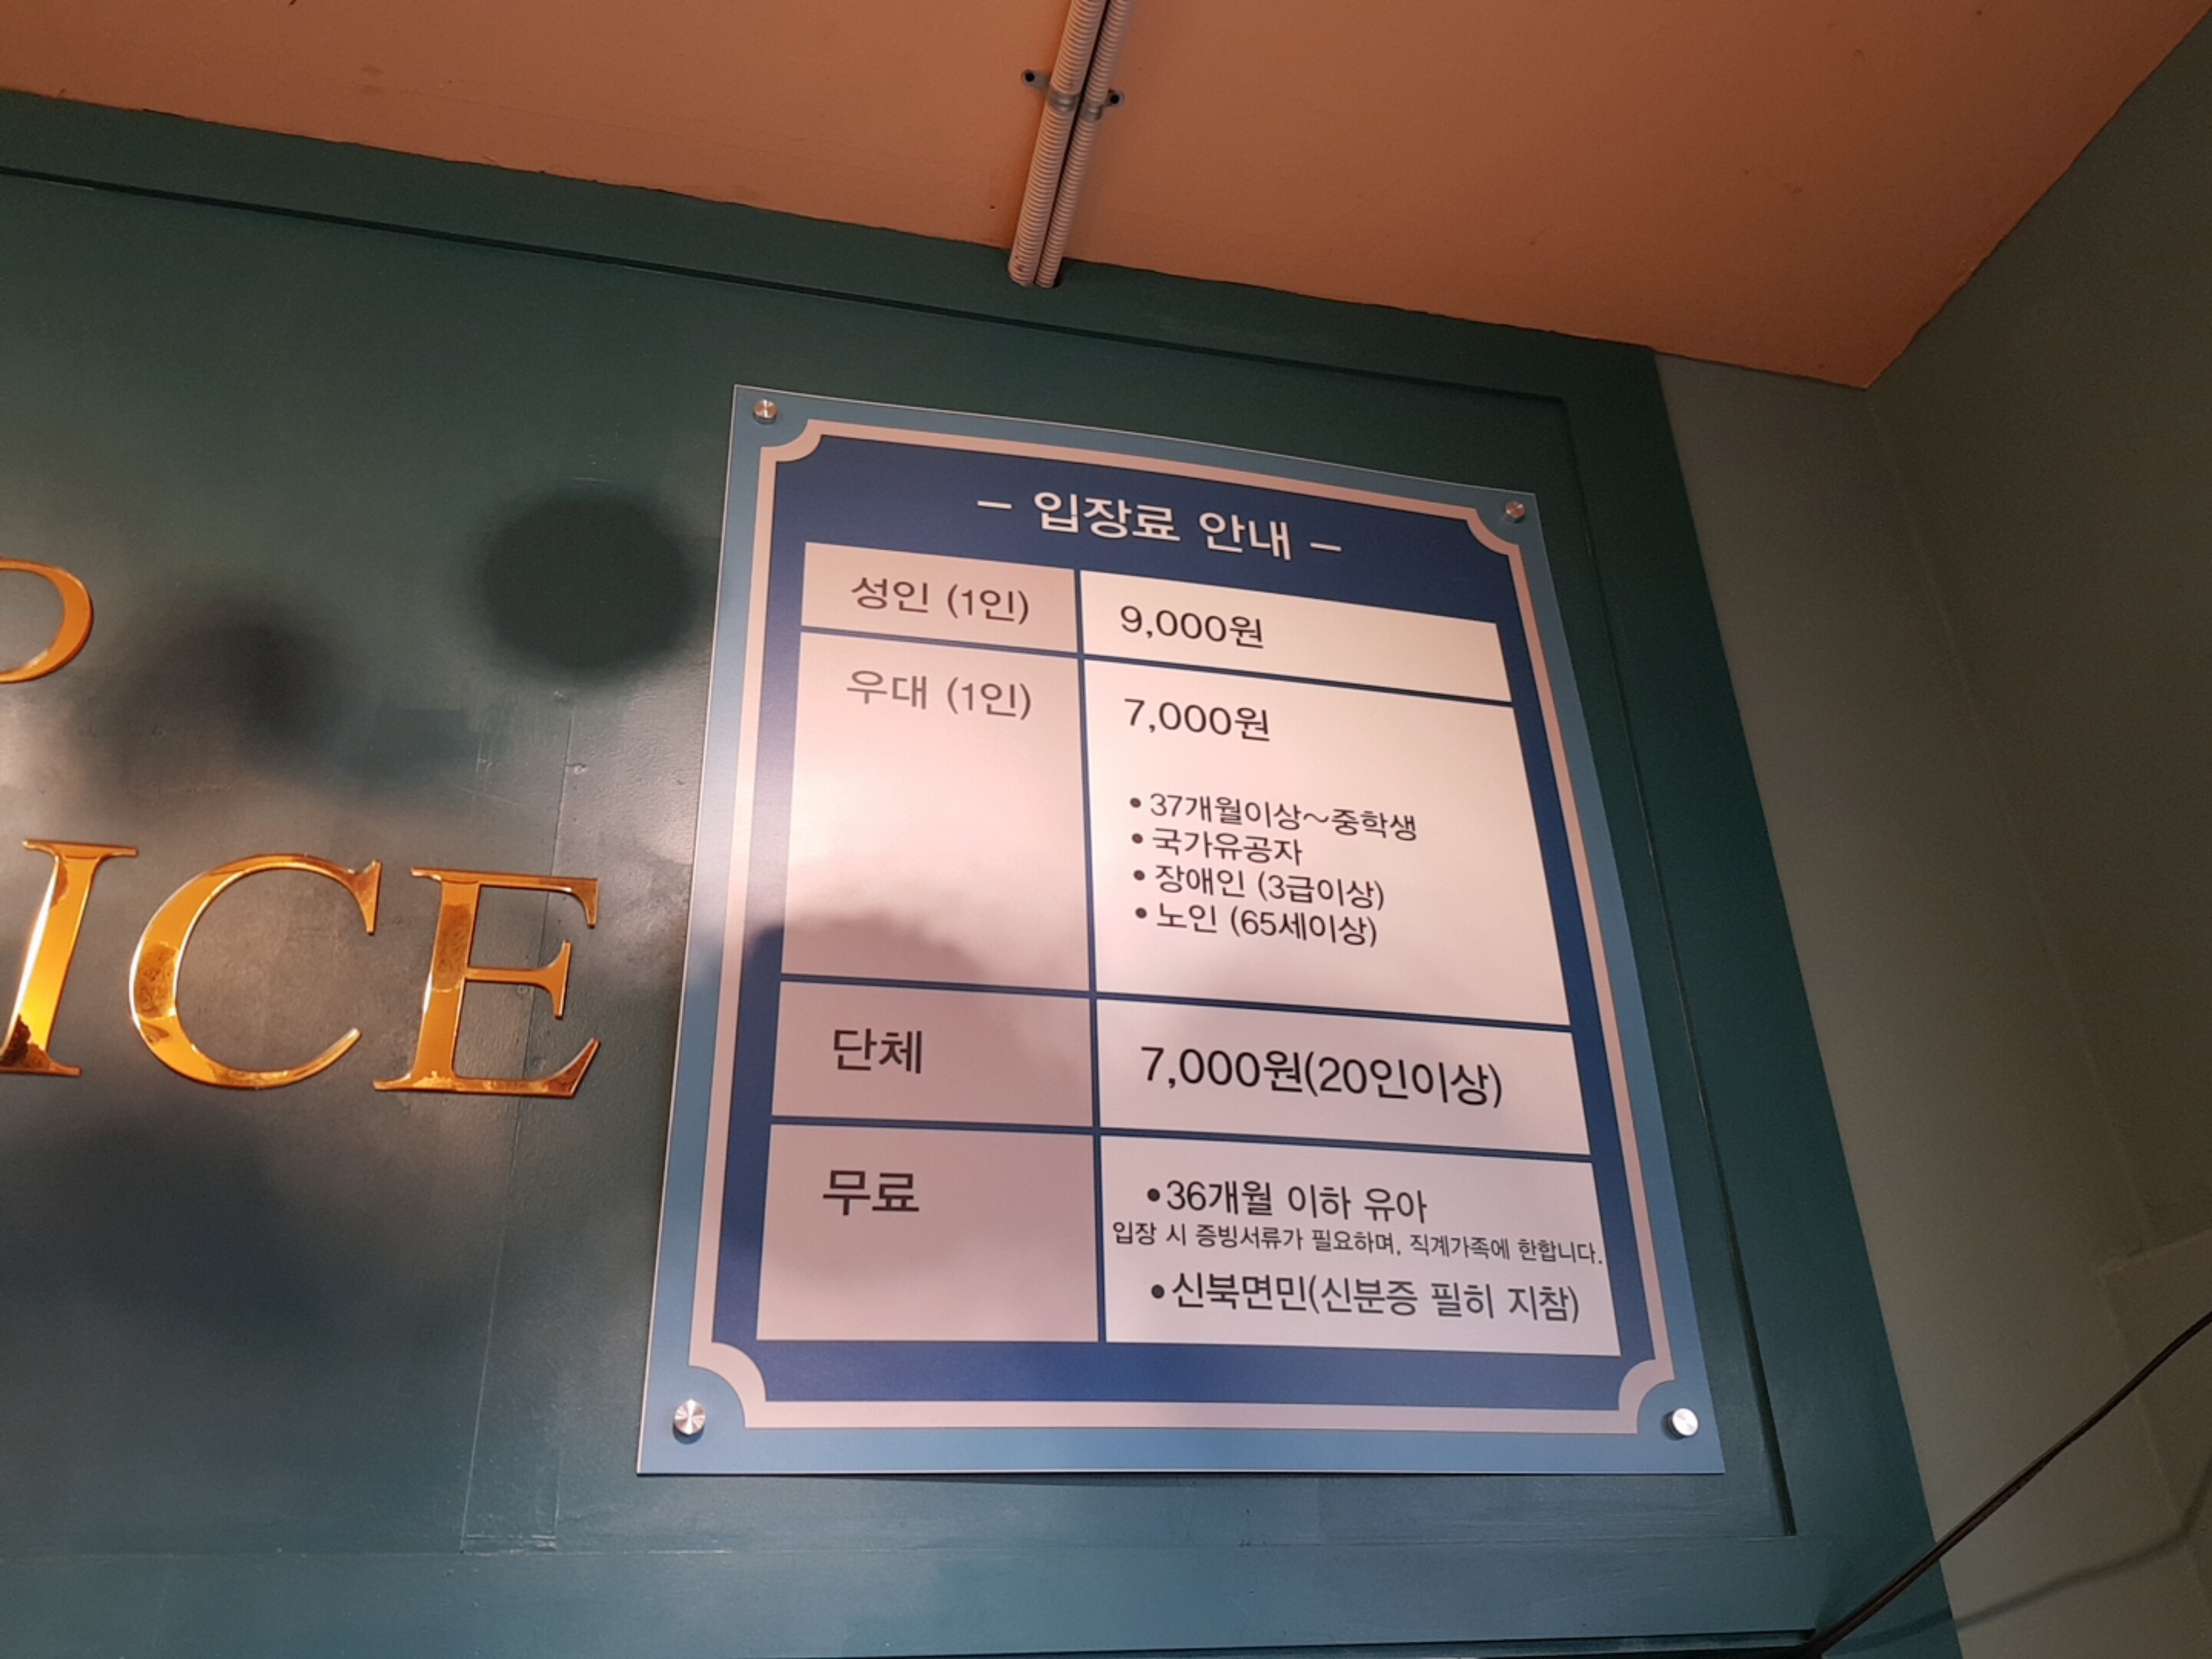 ICE
- 입장료 안내 -
성인 (1인)
9,000원
우대 (1인)
7,000원
• 37개월이상~중학생
• 국가유공자
• 장애인 (3급이상)
• 노인 (65세이상)
단체
7,000원(20인이상)
무료
•36개월 이하 유아
입장 시 증빙서류가 필요하며, 직계가족에 한합니다.
•신북면민(신분증 필히 지참)